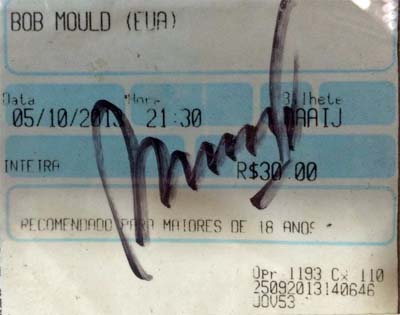 BOB MOULD (EUA)
Data Hora Bilhete
05/10/2013 21:30 MAAIJ
INTEIRA R$30.00
RECOMENDADO PARA MAIORES DE 18 ANOS
Opr 1193 Cx 110
25092013140646
JOV53